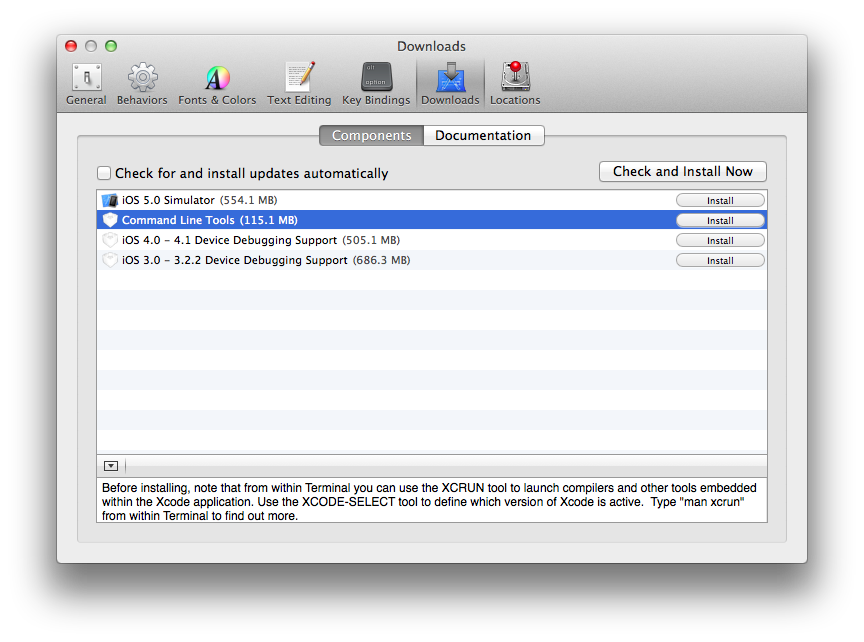 Downloads
General Behaviors Fonts & Colors Text Editing Key Bindings Downloads Locations
alt
option
Components Documentation
Check for and install updates automatically Check and Install Now
iOS 5.0 Simulator (554.1 MB) Install
Command Line Tools (115.1 MB) Install
iOS 4.0 – 4.1 Device Debugging Support (505.1 MB) Install
iOS 3.0 – 3.2.2 Device Debugging Support (686.3 MB) Install
Before installing, note that from within Terminal you can use the XCRUN tool to launch compilers and other tools embedded
within the Xcode application. Use the XCODE-SELECT tool to define which version of Xcode is active.  Type "man xcrun"
from within Terminal to find out more.